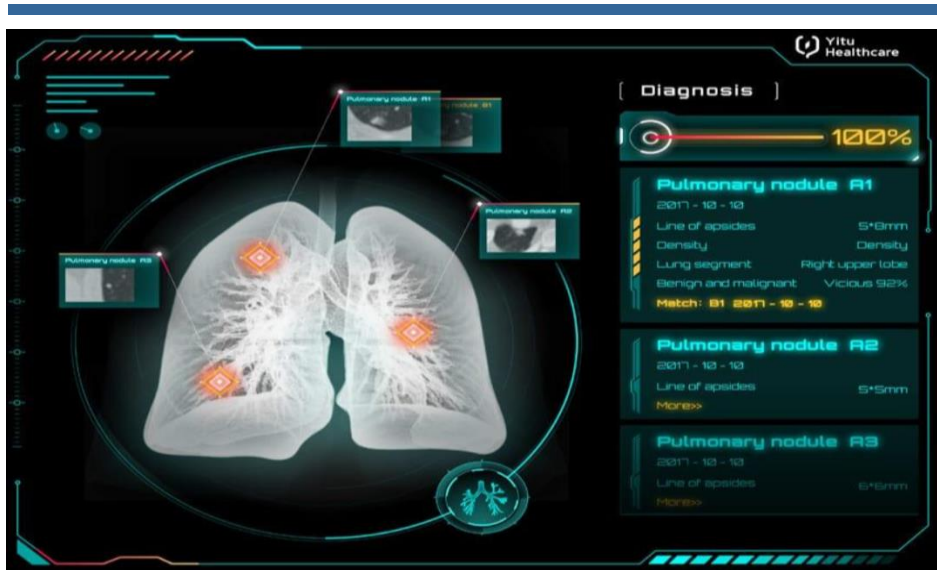 Yitu
Healthcare
[ Diagnosis ]
100%
Pulmonary nodule A1
Pulmonary nodule A2
Pulmonary nodule A3
Pulmonary nodule A1
2017 - 10 - 10
Line of apsides 5*8mm
Density Density
Lung segment Right upper lobe
Benign and malignant Vicious 92%
Match: B1 2017 - 10 - 10
Pulmonary nodule A2
2017 - 10 - 10
Line of apsides 5*5mm
More>>
Pulmonary nodule A3
2017 - 10 - 10
Line of apsides 6*6mm
More>>